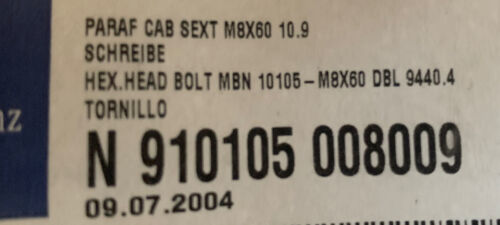 PARAF CAB SEXT M8X60 10.9
SCHREIBE
HEX.HEAD BOLT MBN 10105-M8X60 DBL 9440.4
TORNILLO
nz
N 910105 008009
09.07.2004